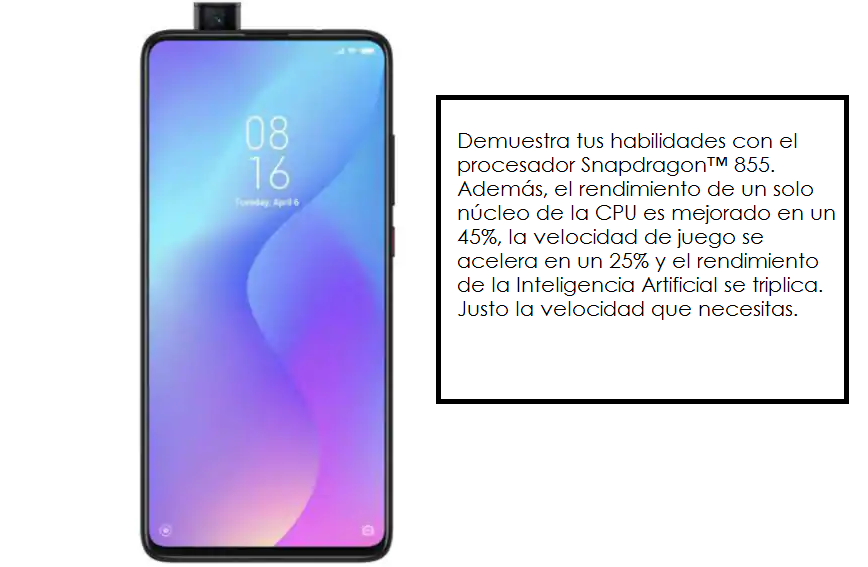 08
16
Tuesday, April 6
Demuestra tus habilidades con el
procesador Snapdragon™ 855.
Además, el rendimiento de un solo
núcleo de la CPU es mejorado en un
45%, la velocidad de juego se
acelera en un 25% y el rendimiento
de la Inteligencia Artificial se triplica.
Justo la velocidad que necesitas.